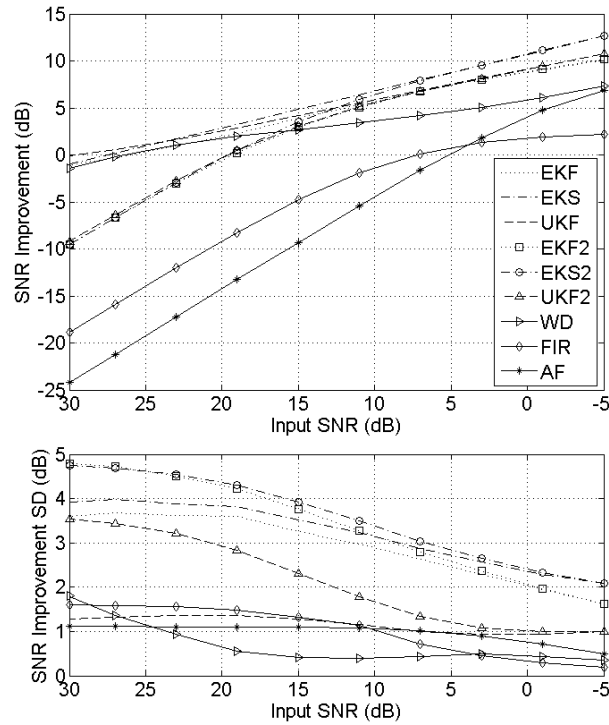 15
10
5
0
-5
-10
-15
-20
-25
SNR Improvement (dB)
30 25 20 15 10 5 0 -5
Input SNR (dB)
EKF
EKS
UKF
EKF2
EKS2
UKF2
WD
FIR
AF
5
4
3
2
1
0
SNR Improvement SD (dB)
30 25 20 15 10 5 0 -5
Input SNR (dB)